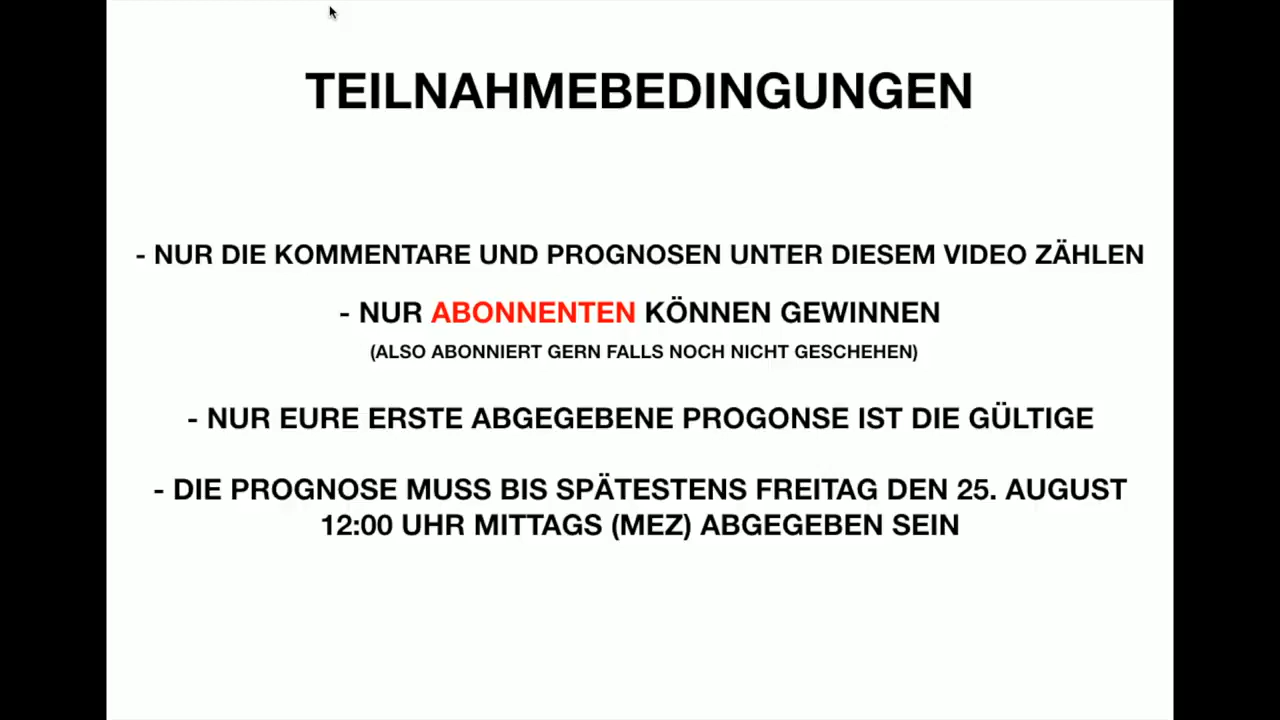 TEILNAHMEBEDINGUNGEN
- NUR DIE KOMMENTARE UND PROGNOSEN UNTER DIESEM VIDEO ZÄHLEN
- NUR ABONNENTEN KÖNNEN GEWINNEN
(ALSO ABONNIERT GERN FALLS NOCH NICHT GESCHEHEN)
- NUR EURE ERSTE ABGEGEBENE PROGONSE IST DIE GÜLTIGE
- DIE PROGNOSE MUSS BIS SPÄTESTENS FREITAG DEN 25. AUGUST
12:00 UHR MITTAGS (MEZ) ABGEGEBEN SEIN